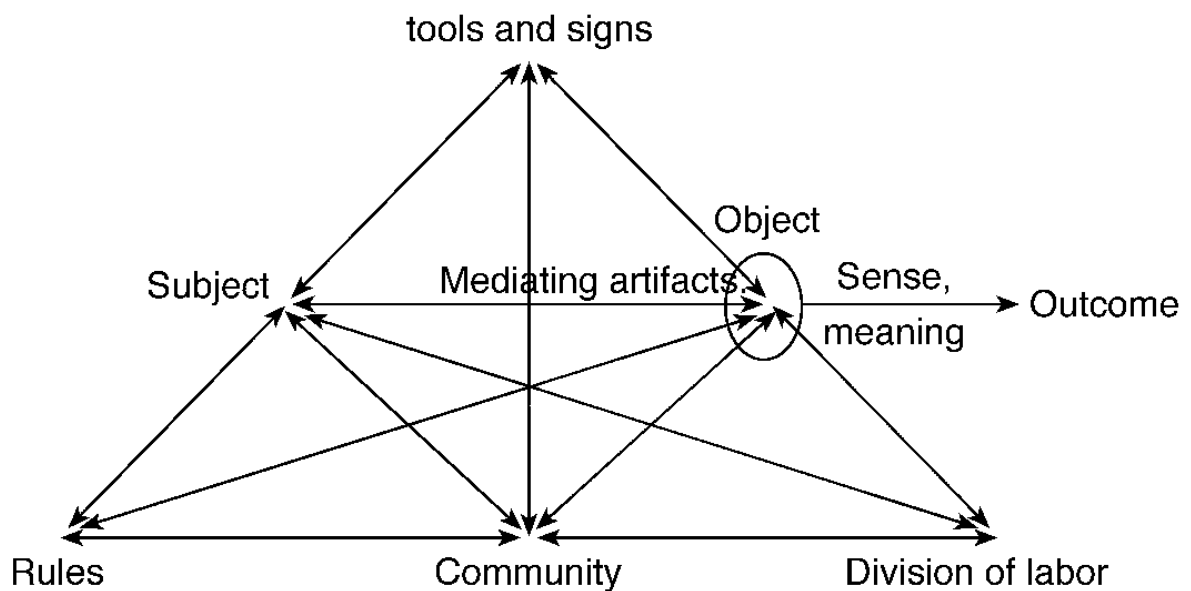 tools and signs
Object
Subject
Mediating artifacts.
Sense,
meaning
Outcome
Rules
Community
Division of labor